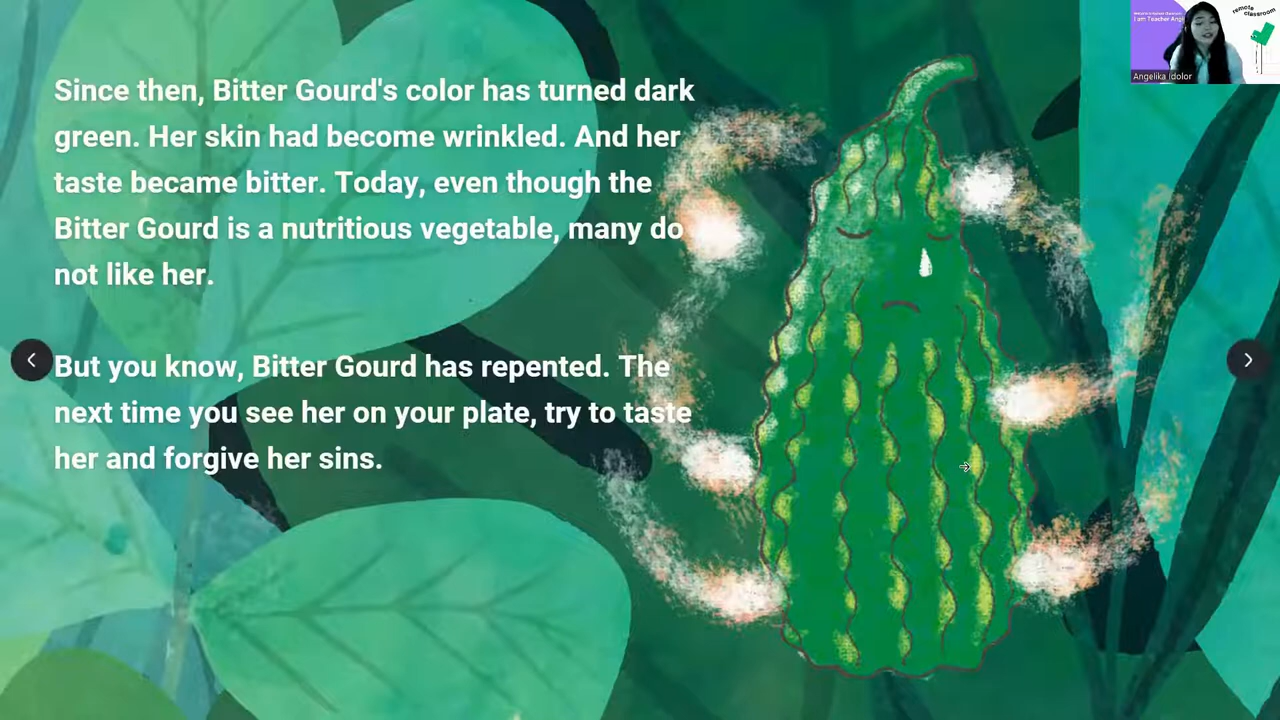 Since then, Bitter Gourd's color has turned dark
green. Her skin had become wrinkled. And her
taste became bitter. Today, even though the
Bitter Gourd is a nutritious vegetable, many do
not like her.
But you know, Bitter Gourd has repented. The
next time you see her on your plate, try to taste
her and forgive her sins.
I am Teacher Angel
remote
classroom
Angelika Idolor